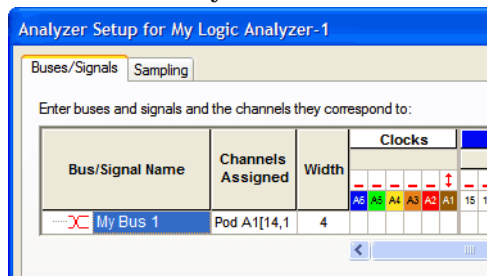 Analyzer Setup for My Logic Analyzer-1
Buses/Signals Sampling
Enter buses and signals and the channels they correspond to:
Bus/Signal Name Channels Assigned Width Clocks
A6 A5 A4 A3 A2 A1 15 1
My Bus 1 Pod A1[14,1 4